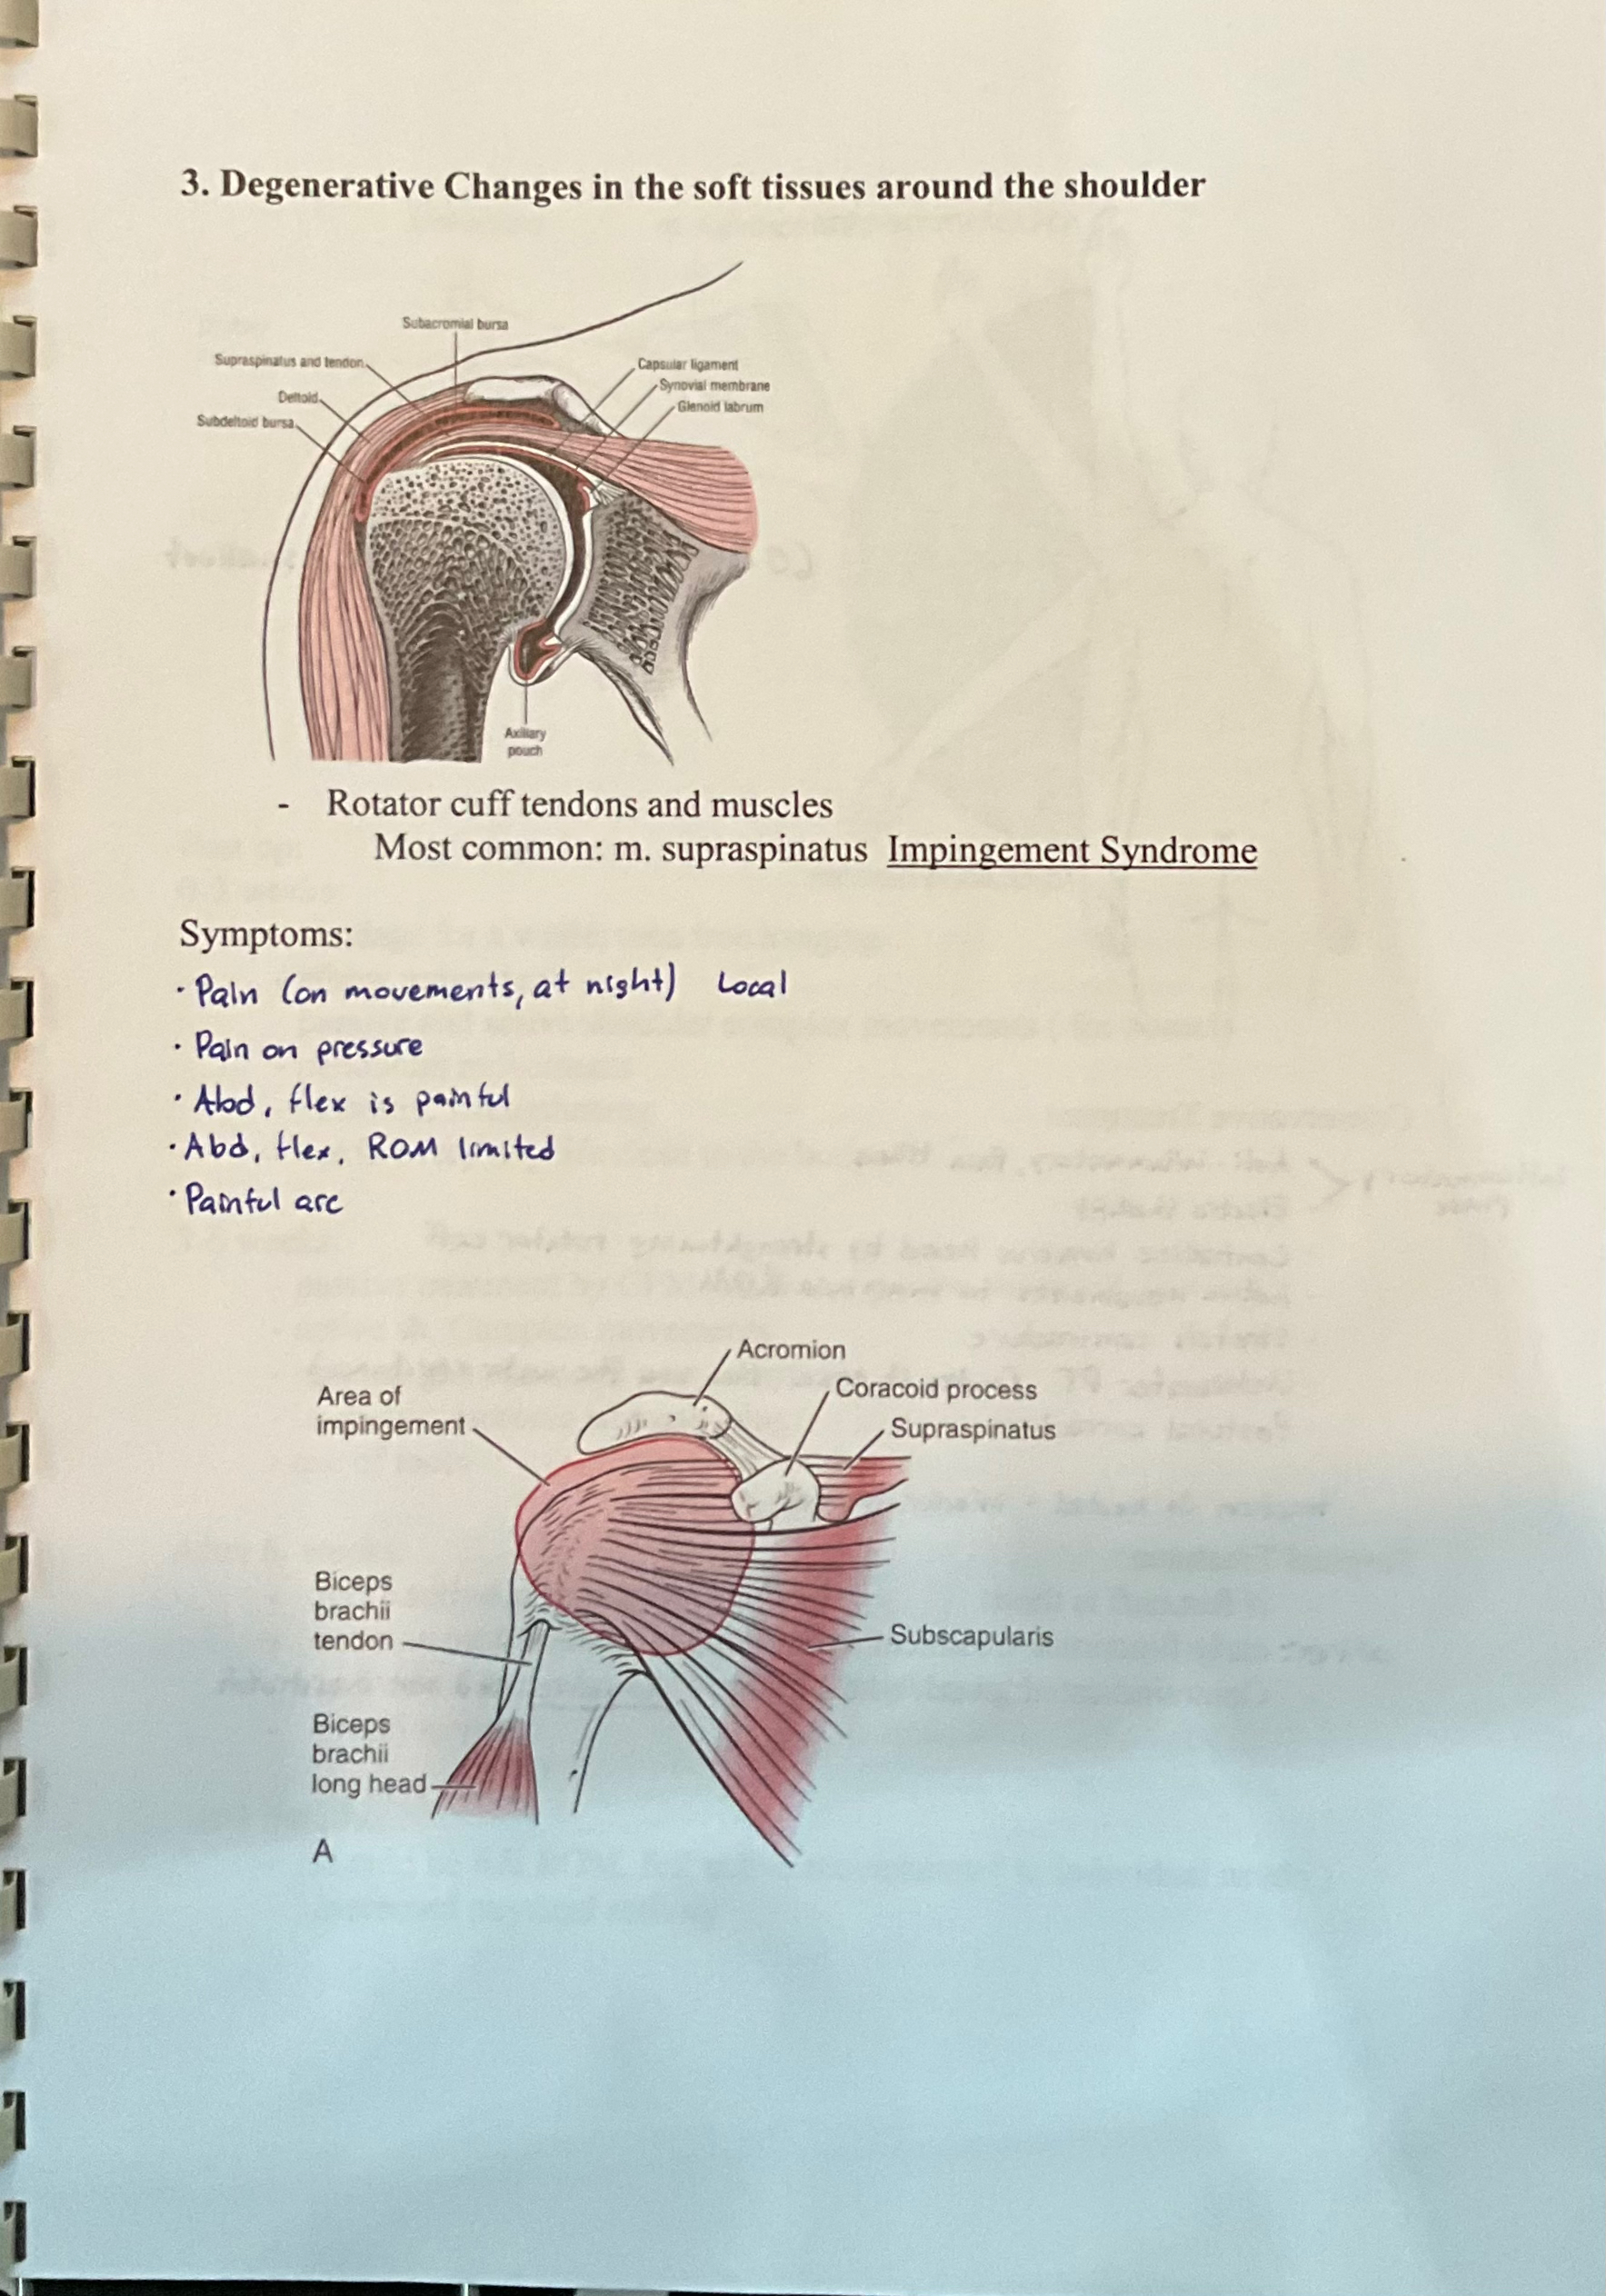 3. Degenerative Changes in the soft tissues around the shoulder
Subacromial bursa
Supraspinatus and tendon
Capsular ligament
Synovial membrane
Deltoid
Glenoid labrum
Subdeltoid bursa
Axillary
pouch
- Rotator cuff tendons and muscles
Most common: m. supraspinatus Impingement Syndrome
Symptoms:
· Pain (on movements, at night) Local
· Pain on pressure
· Abd, flex is painful
· Abd, flex, ROM limited
· Painful arc
Acromion
Coracoid process
Area of
impingement
Supraspinatus
Biceps
brachii
tendon
Subscapularis
Biceps
brachii
long head
A